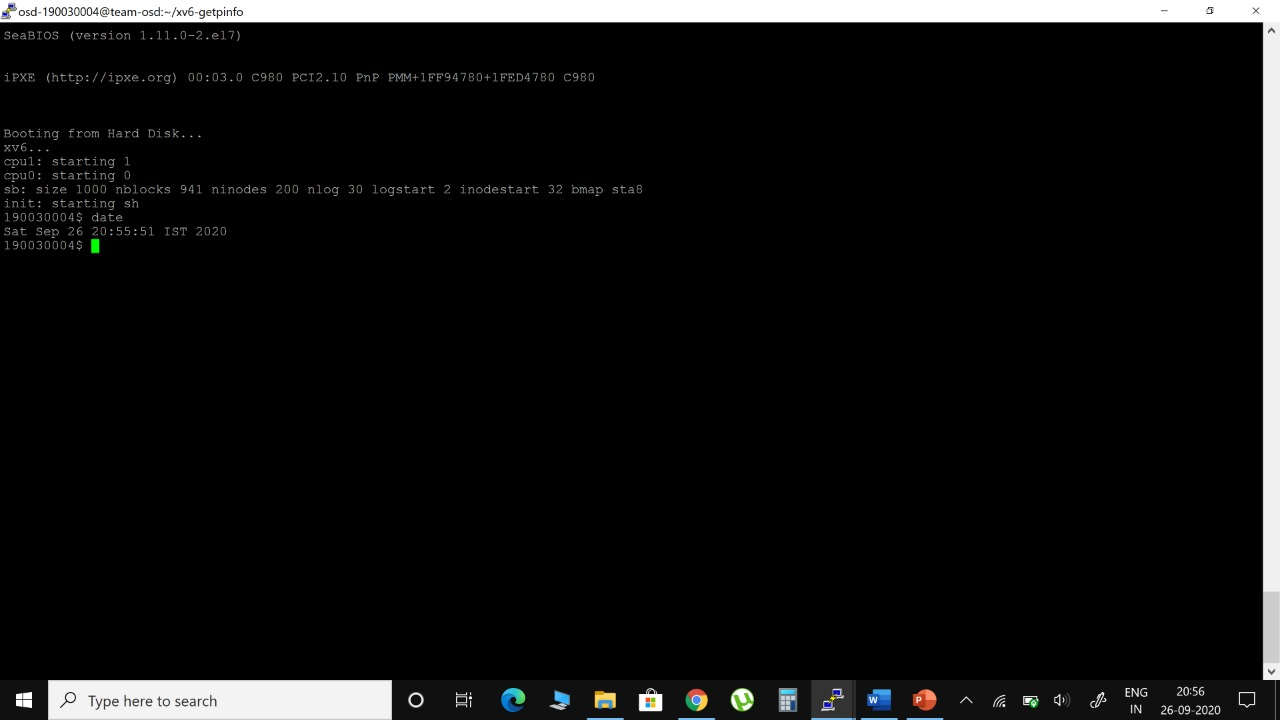 osd-190030004@team-osd:~/xv6-getpinfo
SeaBIOS (version 1.11.0-2.el7)
iPXE (http://ipxe.org) 00:03.0 C980 PCI2.10 PnP PMM+1FF94780+1FED4780 C980
Booting from Hard Disk...
xv6...
cpu1: starting 1
cpu0: starting 0
sb: size 1000 nblocks 941 ninodes 200 nlog 30 logstart 2 inodestart 32 bmap sta8
init: starting sh
190030004$ date
Sat Sep 26 20:55:51 IST 2020
190030004$
Type here to search
ENG
IN
20:56
26-09-2020